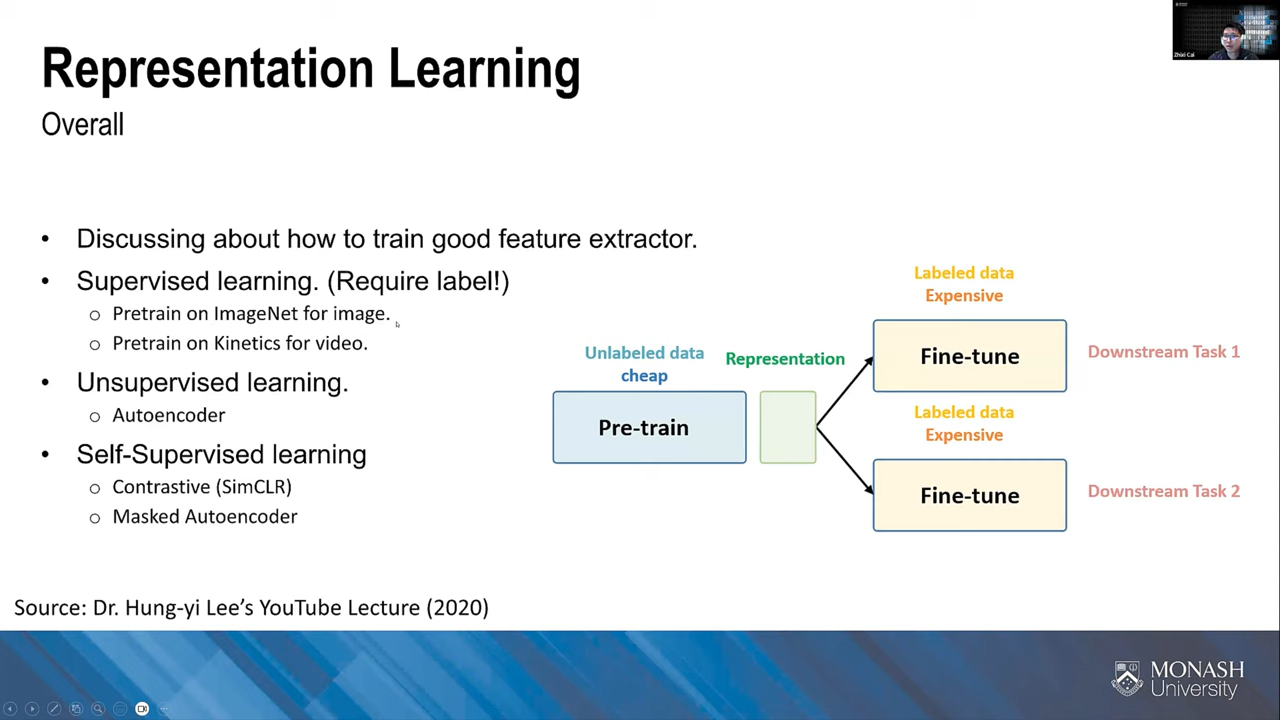 Representation Learning
Overall
• Discussing about how to train good feature extractor.
• Supervised learning. (Require label!)
o Pretrain on ImageNet for image.
o Pretrain on Kinetics for video.
• Unsupervised learning.
o Autoencoder
• Self-Supervised learning
o Contrastive (SimCLR)
o Masked Autoencoder
Unlabeled data
cheap
Pre-train
Representation
Labeled data
Expensive
Fine-tune
Downstream Task 1
Labeled data
Expensive
Fine-tune
Downstream Task 2
Source: Dr. Hung-yi Lee’s YouTube Lecture (2020)
MONASH
University
Zhixi Cai